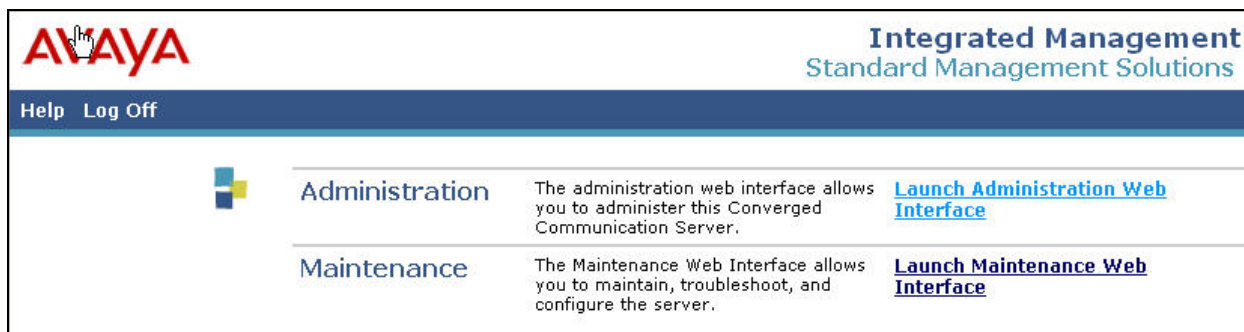 AVAYA
Integrated Management
Standard Management Solutions
Help Log Off
Administration
The administration web interface allows
you to administer this Converged
Communication Server.
Launch Administration Web
Interface
Maintenance
The Maintenance Web Interface allows
you to maintain, troubleshoot, and
configure the server.
Launch Maintenance Web
Interface